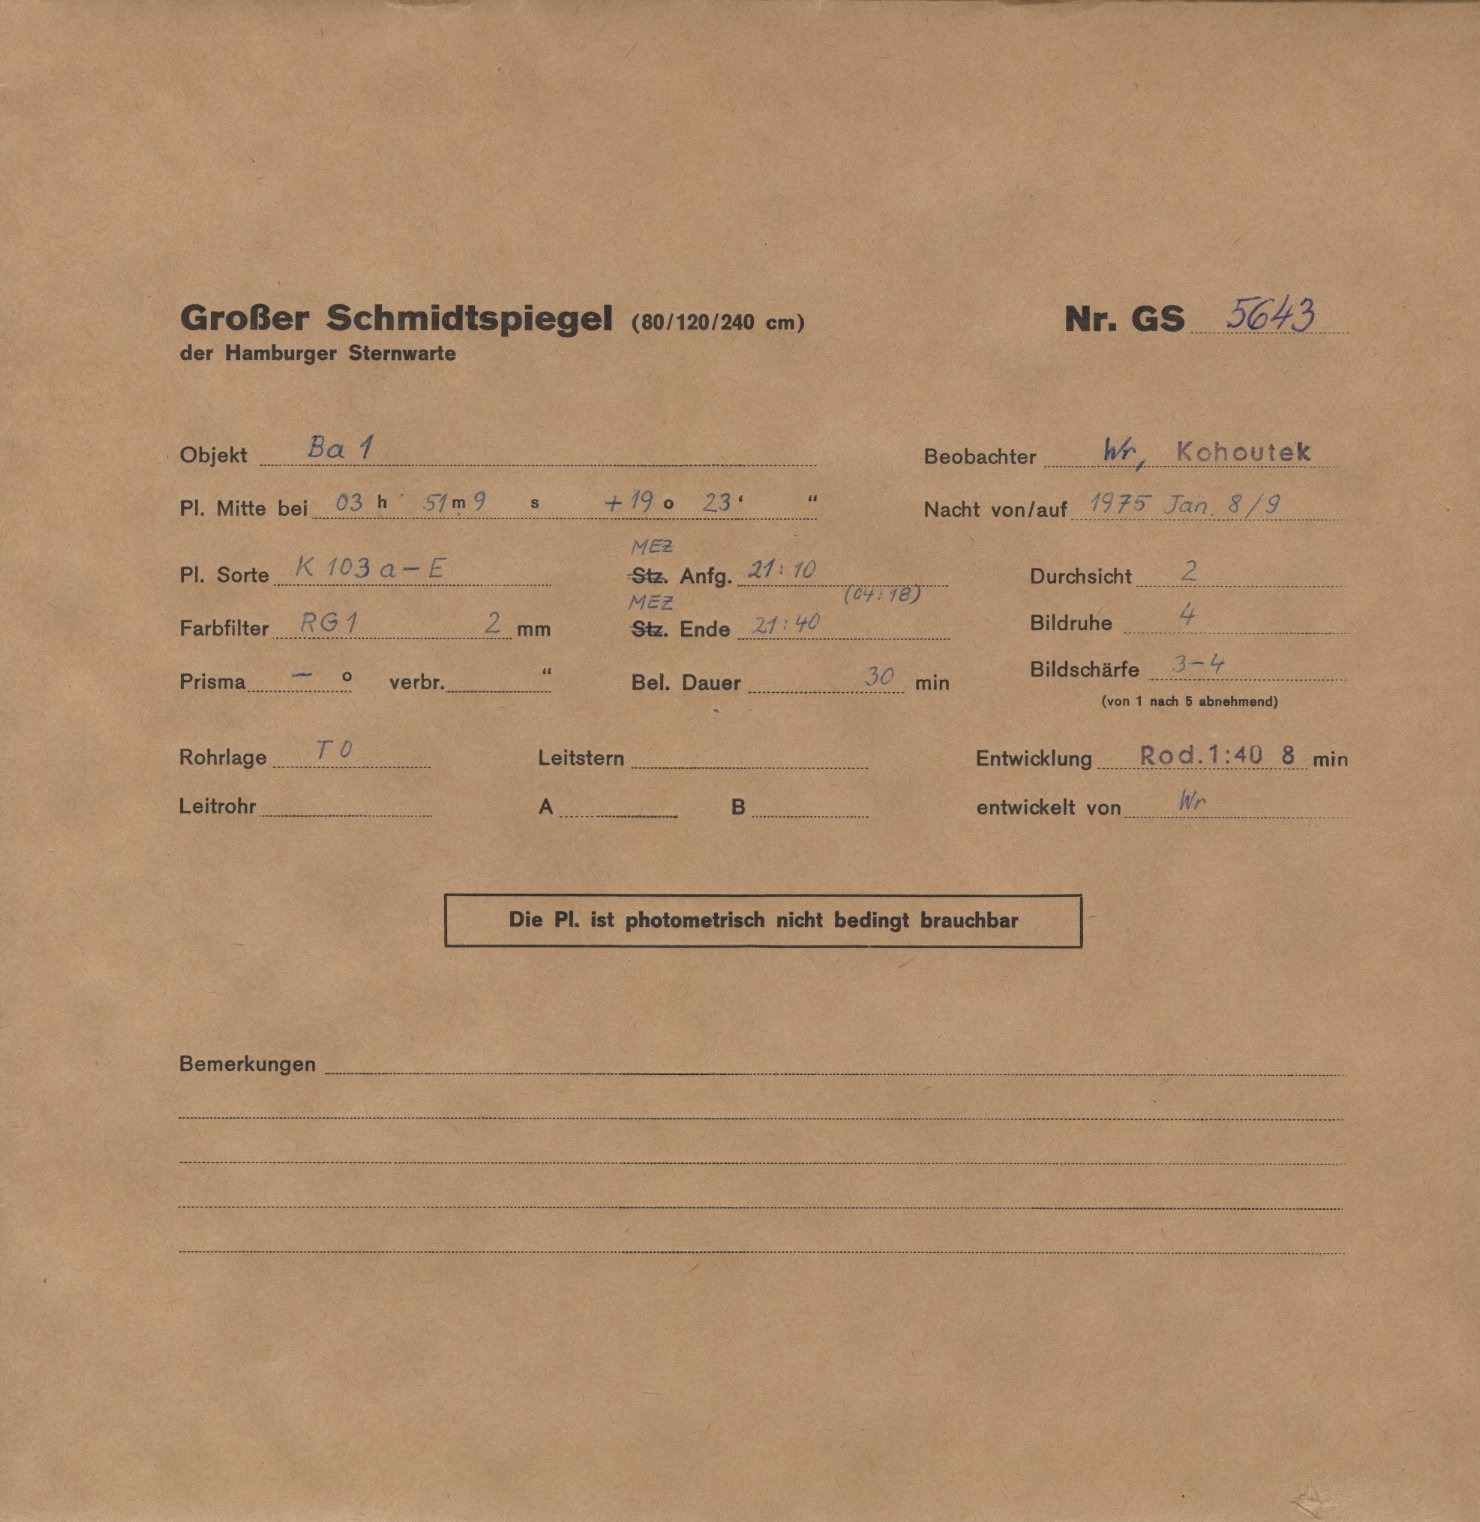 Großer Schmidtspiegel (80/120/240 cm) Nr. GS 5643
der Hamburger Sternwarte
Objekt Ba 1 Beobachter Wr, Kohoutek
Pl. Mitte bei 03 h 51 m 9 s +19 o 23 ‘ “ Nacht von/auf 1975 Jan. 8/9
MEZ
Pl. Sorte K 103 a-E Stz. Anfg. 21:10 Durchsicht 2
MEZ (04:18)
Farbfilter RG1 2 mm Stz. Ende 21:40 Bildruhe 4
Prisma — o verbr. “ Bel. Dauer 30 min Bildschärfe 3-4
(von 1 nach 5 abnehmend)
Rohrlage T0 Leitstern Entwicklung Rod.1:40 8 min
Leitrohr A B entwickelt von Wr
Die Pl. ist photometrisch nicht bedingt brauchbar
Bemerkungen